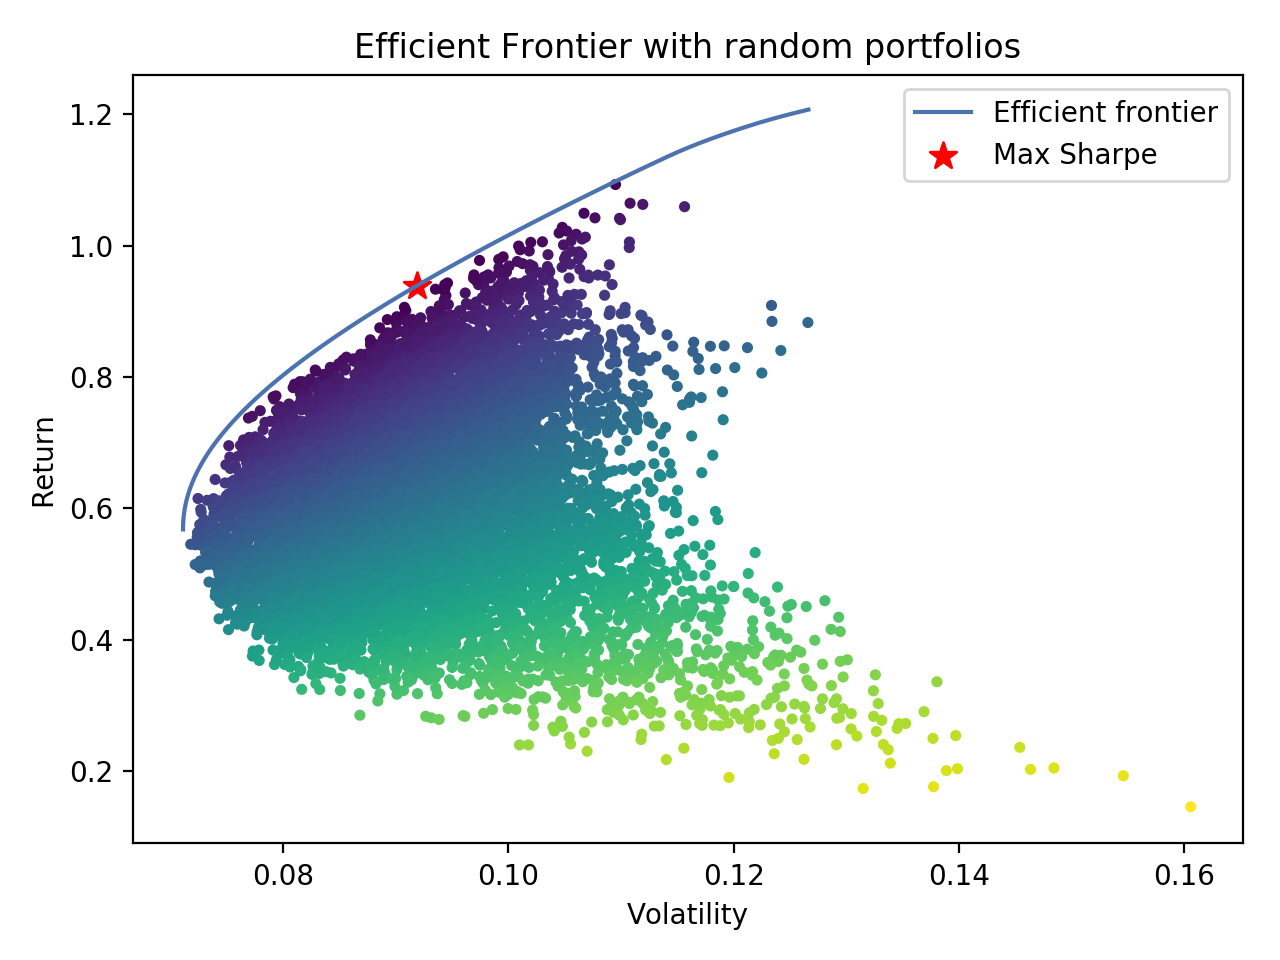 Efficient Frontier with random portfolios
Efficient frontier
Max Sharpe
1.2
1.0
0.8
0.6
0.4
0.2
Return
0.08 0.10 0.12 0.14 0.16
Volatility